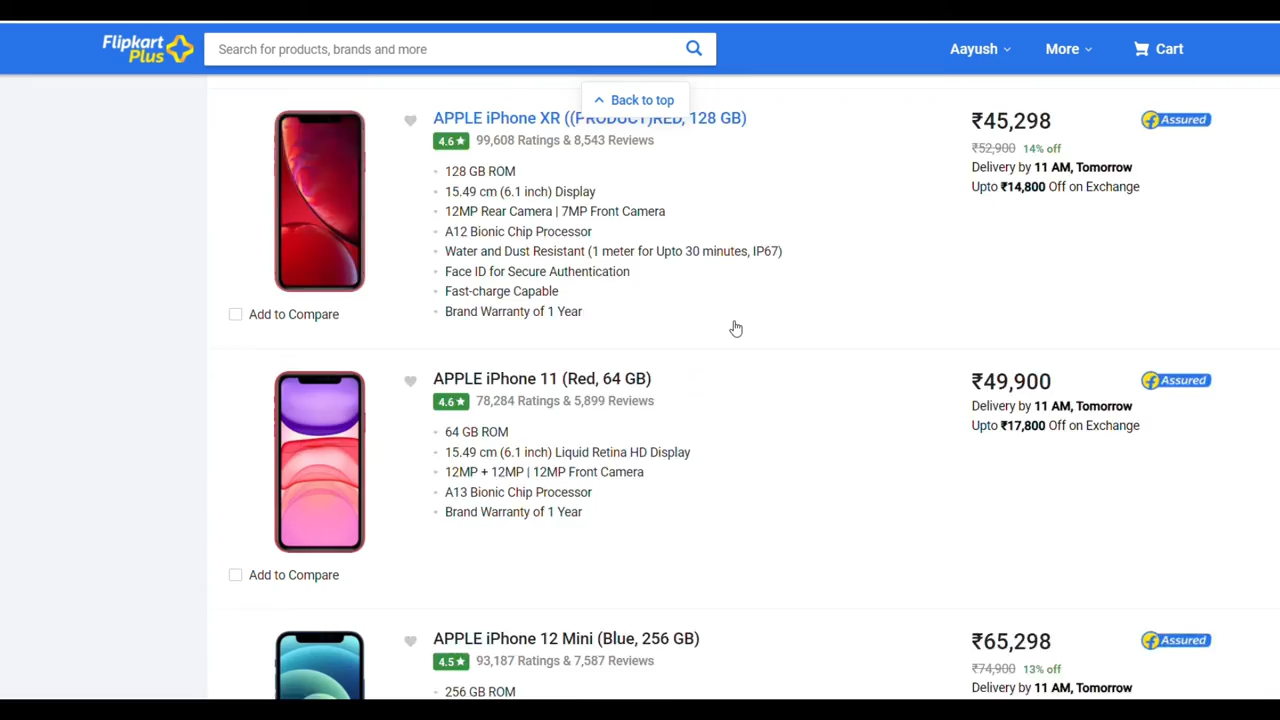 Flipkart
Plus
Search for products, brands and more
Aayush
More
Cart
Back to top
APPLE iPhone XR ((PRODUCT)RED, 128 GB)
4.6★ 99,608 Ratings & 8,543 Reviews
128 GB ROM
15.49 cm (6.1 inch) Display
12MP Rear Camera | 7MP Front Camera
A12 Bionic Chip Processor
Water and Dust Resistant (1 meter for Upto 30 minutes, IP67)
Face ID for Secure Authentication
Fast-charge Capable
Brand Warranty of 1 Year
Add to Compare
₹45,298
Assured
₹52,900 14% off
Delivery by 11 AM, Tomorrow
Upto ₹14,800 Off on Exchange
APPLE iPhone 11 (Red, 64 GB)
4.6★ 78,284 Ratings & 5,899 Reviews
64 GB ROM
15.49 cm (6.1 inch) Liquid Retina HD Display
12MP + 12MP | 12MP Front Camera
A13 Bionic Chip Processor
Brand Warranty of 1 Year
Add to Compare
₹49,900
Assured
Delivery by 11 AM, Tomorrow
Upto ₹17,800 Off on Exchange
APPLE iPhone 12 Mini (Blue, 256 GB)
4.5★ 93,187 Ratings & 7,587 Reviews
256 GB ROM
₹65,298
Assured
₹74,900 13% off
Delivery by 11 AM, Tomorrow